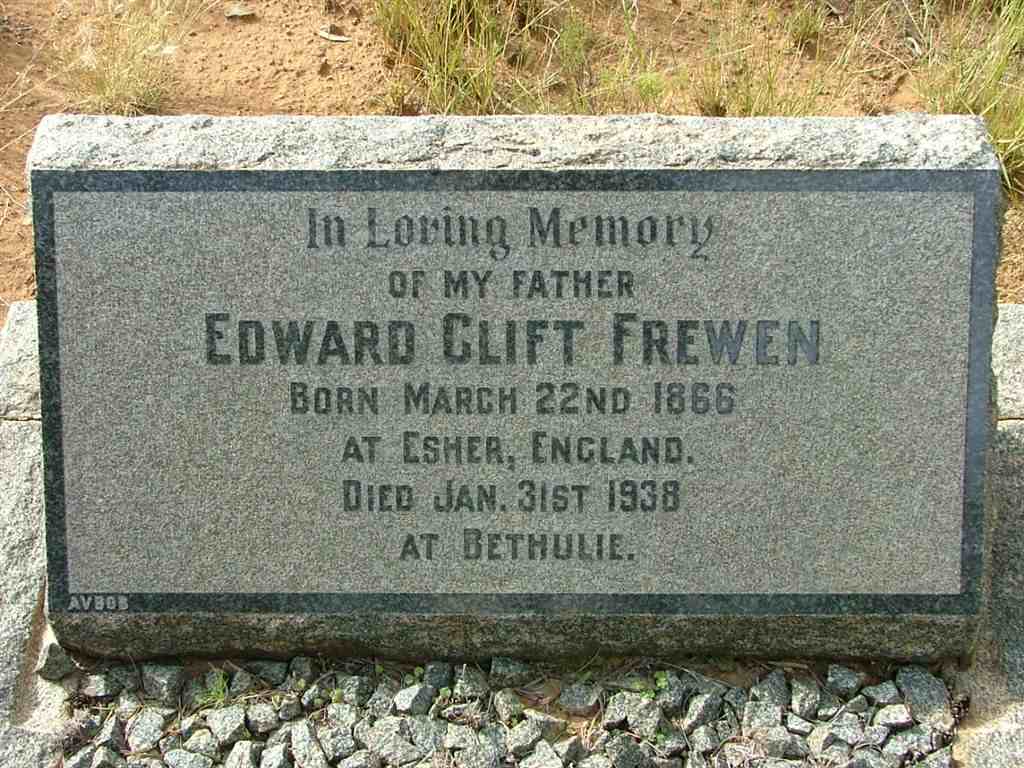 In Loving Memory
OF MY FATHER
EDWARD CLIFT FREWEN
BORN MARCH 22ND 1866
AT ESHER, ENGLAND.
DIED JAN. 31ST 1938
AT BETHULIE.
AVBOB